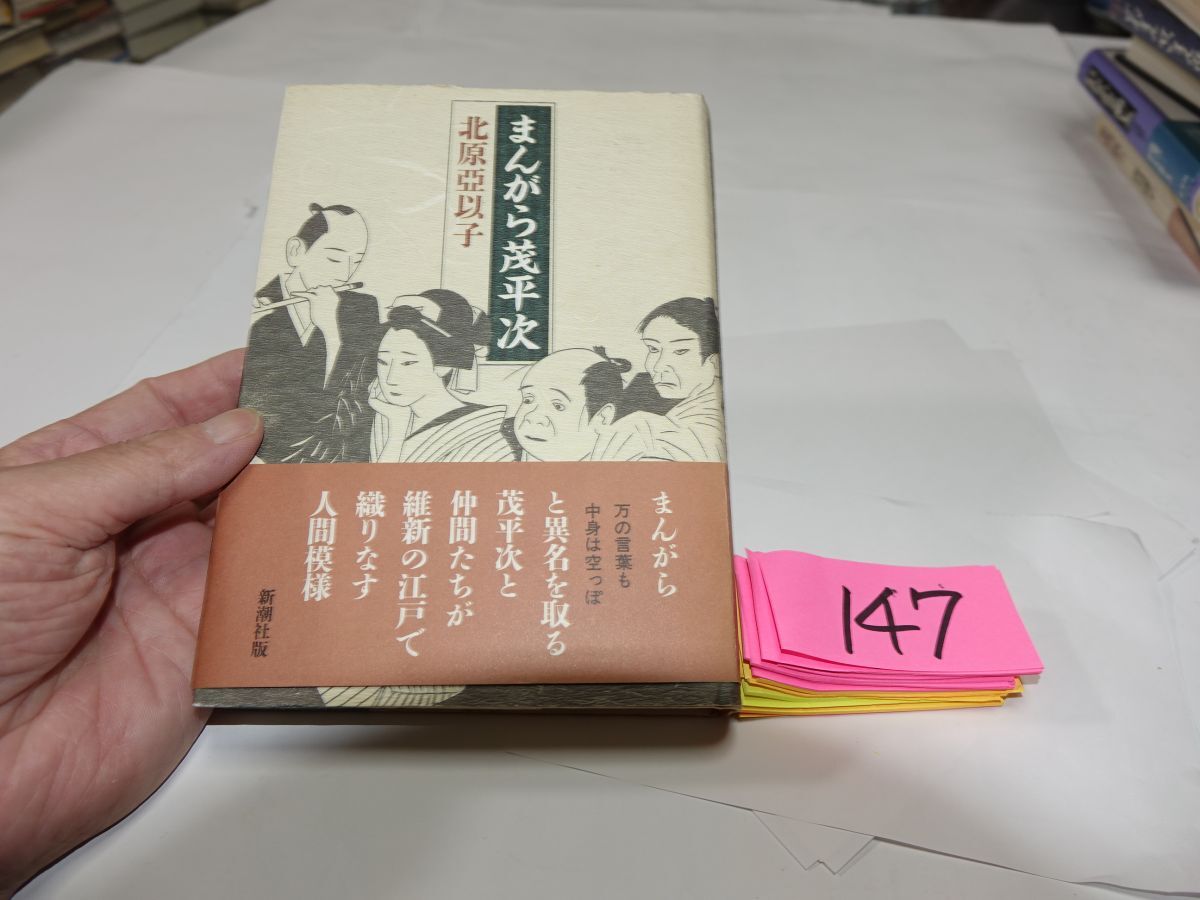 まんがら茂平次
北原亞以子
まんがら
万の言葉も
中身は空っぽ
と異名を取る
茂平次と
仲間たちが
維新の江戸で
織りなす
人間模様
新潮社版
147